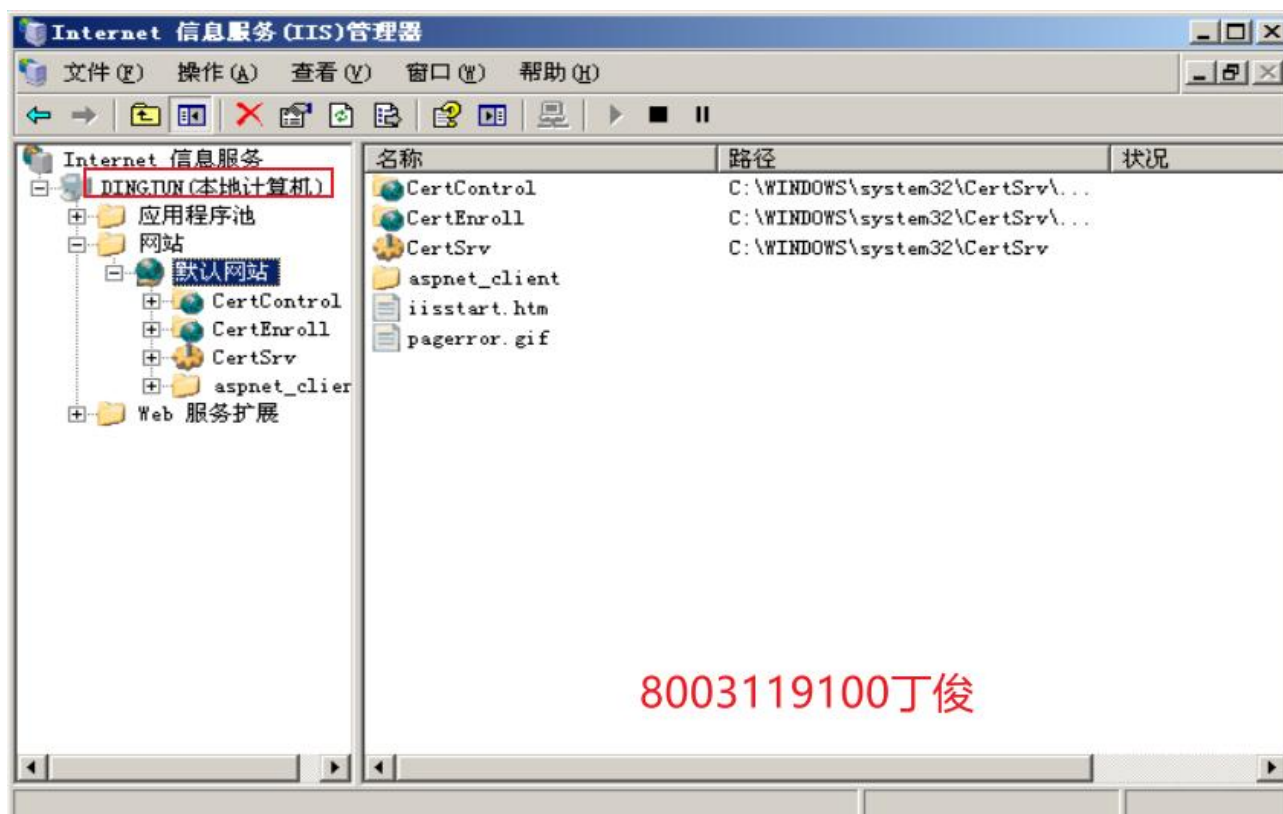 Internet 信息服务(IIS)管理器
文件(F) 操作(A) 查看(V) 窗口(W) 帮助(H)
Internet 信息服务
DINGJUN(本地计算机)
应用程序池
网站
默认网站
CertControl
CertEnroll
CertSrv
aspnet_clier
Web 服务扩展
名称 路径 状况
CertControl C:\WINDOWS\system32\CertSrv\...
CertEnroll C:\WINDOWS\system32\CertSrv\...
CertSrv C:\WINDOWS\system32\CertSrv
aspnet_client
iisstart.htm
pagerror.gif
8003119100丁俊